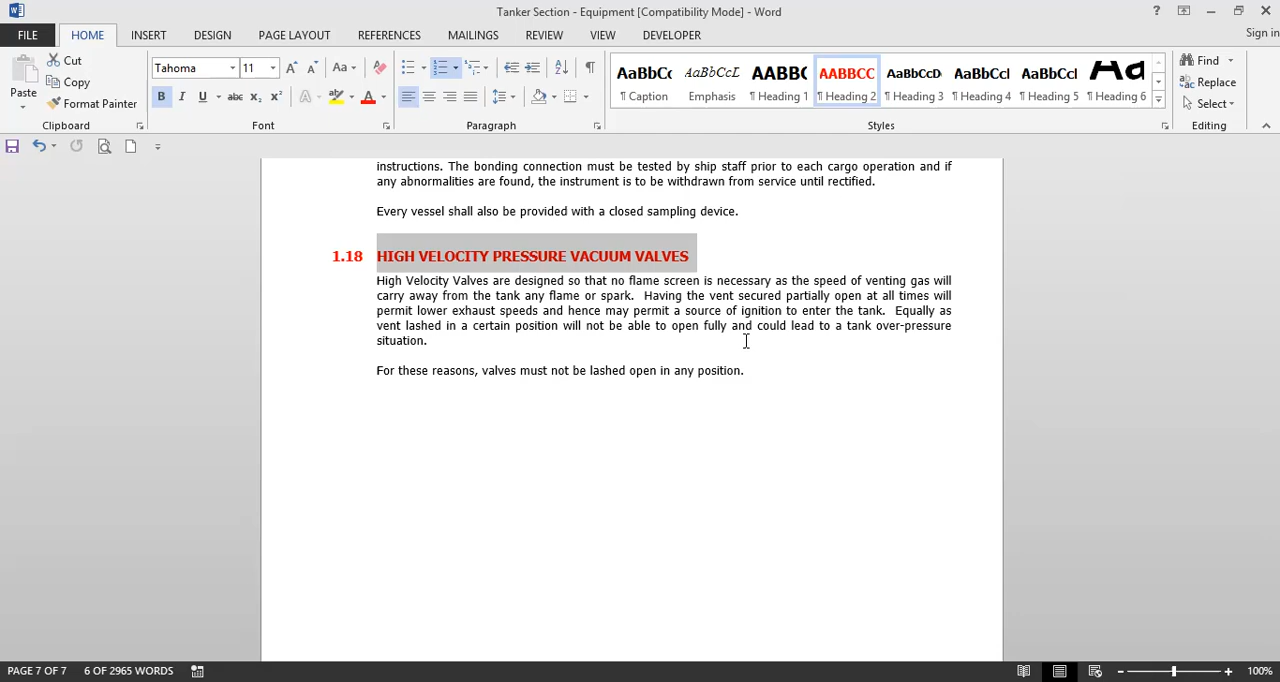 Tanker Section - Equipment [Compatibility Mode] - Word
?
Sign in
FILE HOME INSERT DESIGN PAGE LAYOUT REFERENCES MAILINGS REVIEW VIEW DEVELOPER
Paste
Cut
Copy
Format Painter
Clipboard
Tahoma 11
Font
Paragraph
AaBbCc AaBbCcL AABBC AABBCC AaBbCcD AaBbCcI AaBbCcI Aa
¶ Caption Emphasis ¶ Heading 1 ¶ Heading 2 ¶ Heading 3 ¶ Heading 4 ¶ Heading 5 ¶ Heading 6
Styles
Find
Replace
Select
Editing
instructions. The bonding connection must be tested by ship staff prior to each cargo operation and if
any abnormalities are found, the instrument is to be withdrawn from service until rectified.
Every vessel shall also be provided with a closed sampling device.
1.18 HIGH VELOCITY PRESSURE VACUUM VALVES
High Velocity Valves are designed so that no flame screen is necessary as the speed of venting gas will
carry away from the tank any flame or spark. Having the vent secured partially open at all times will
permit lower exhaust speeds and hence may permit a source of ignition to enter the tank. Equally as
vent lashed in a certain position will not be able to open fully and could lead to a tank over-pressure
situation.
For these reasons, valves must not be lashed open in any position.
PAGE 7 OF 7 6 OF 2965 WORDS 100%